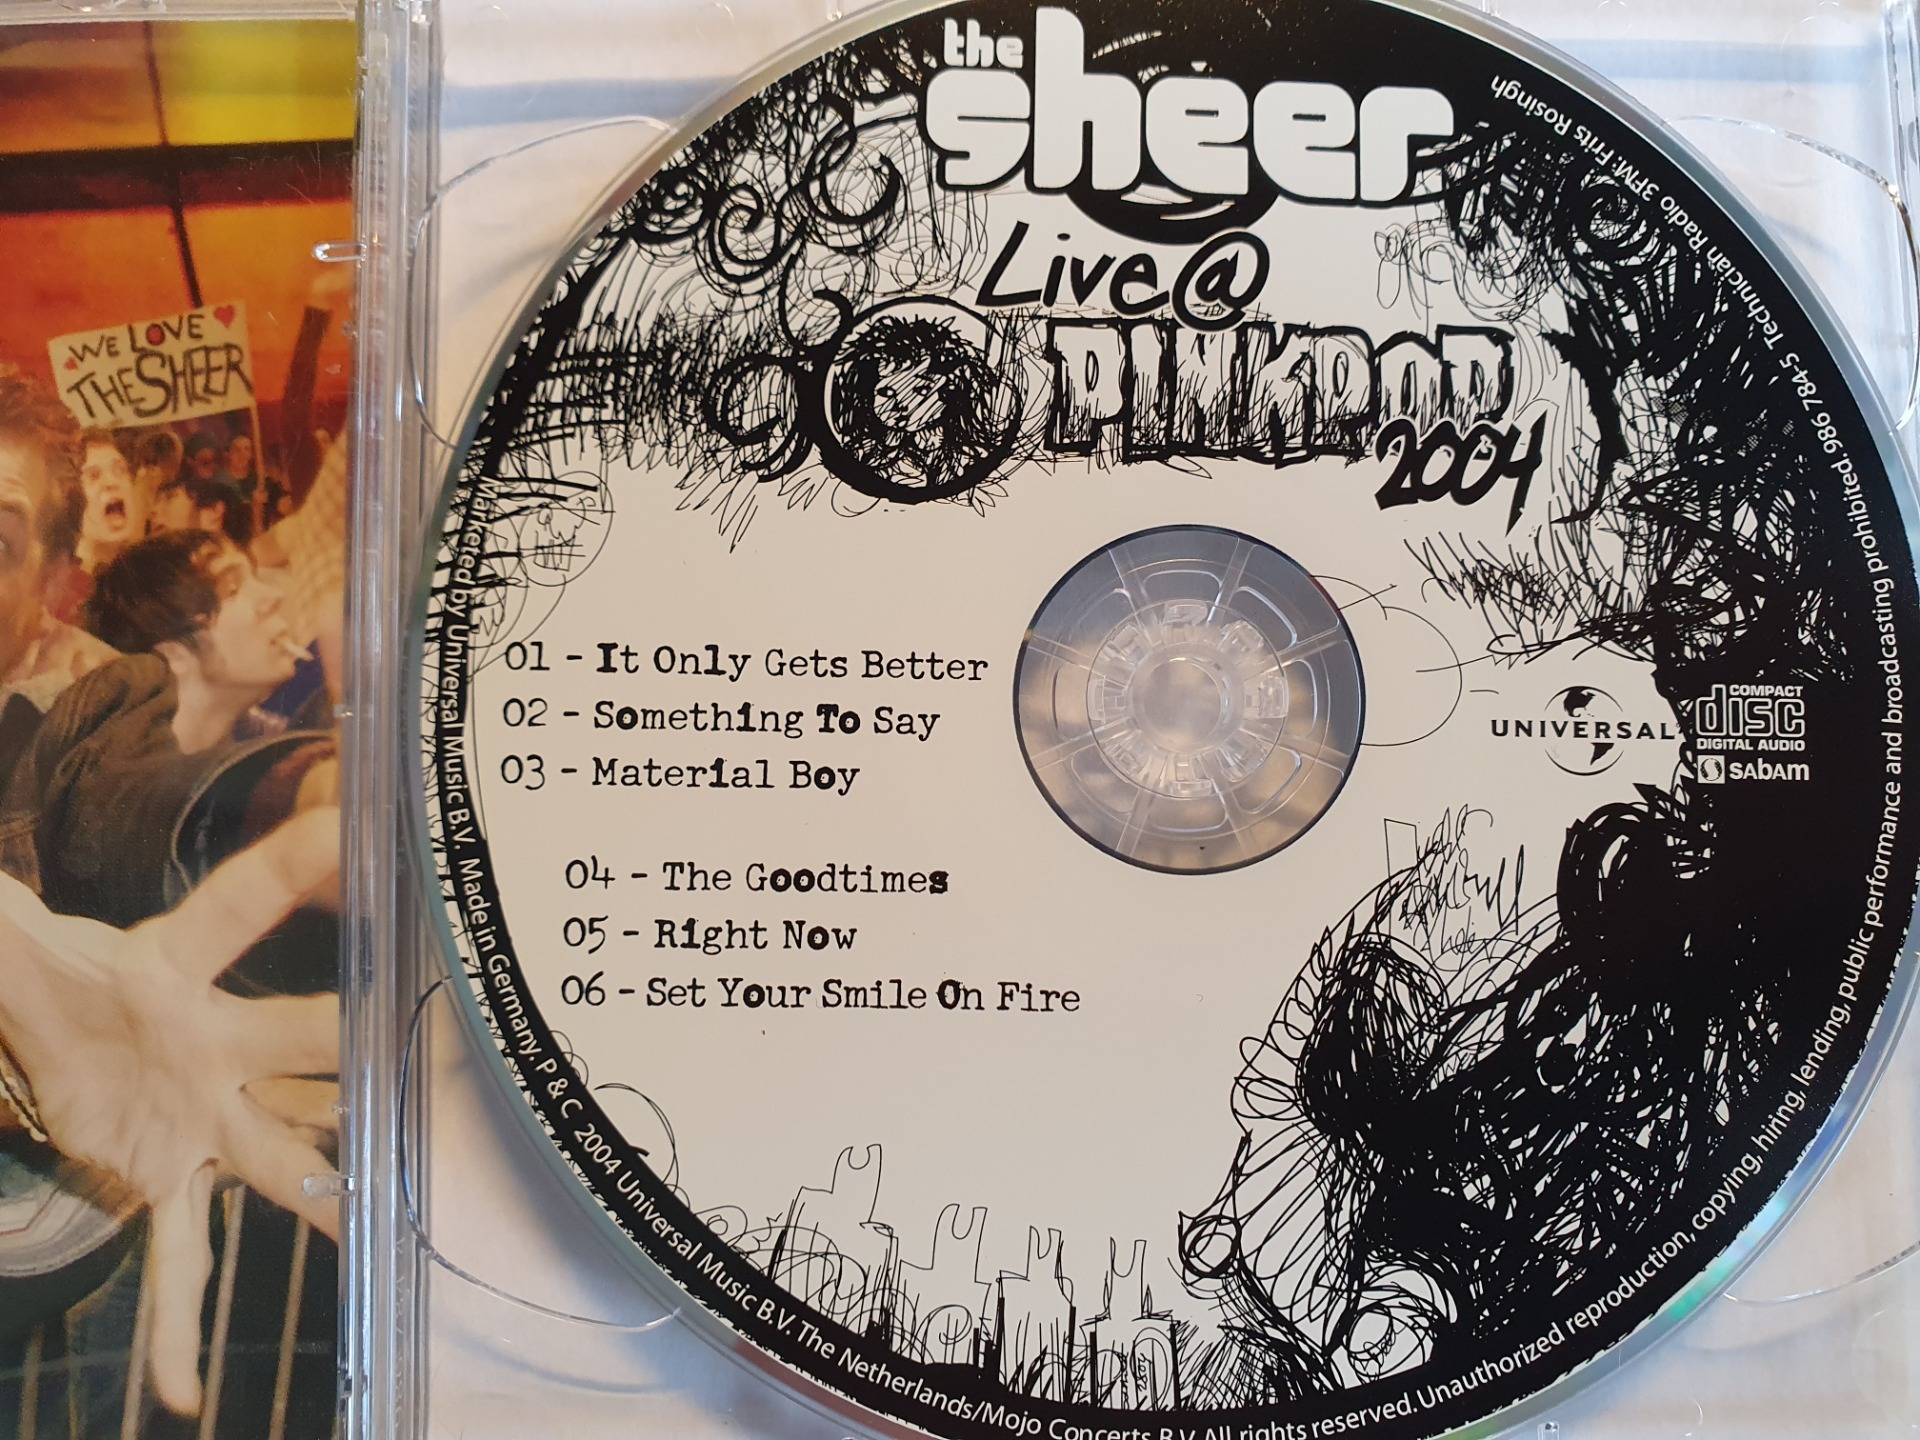 the
sheer
Live@
PINKPOP
2004
WE LOVE
THE SHEER
01 - It Only Gets Better
02 - Something To Say
03 - Material Boy
04 - The Goodtimes
05 - Right Now
06 - Set Your Smile On Fire
UNIVERSAL
COMPACT
disc
DIGITAL AUDIO
SABAM
Marketed by Universal Music B.V. Made in Germany. P & C 2004 Universal Music B.V. The Netherlands/Mojo Concerts B.V. All rights reserved. Unauthorized reproduction, copying, hiring, lending, public performance and broadcasting prohibited. 986 784-5 Technician Radio 3FM: Frits Rosingh